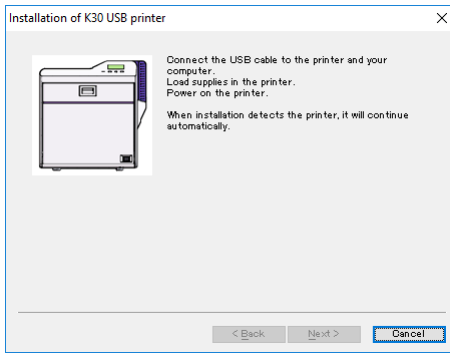 Installation of K30 USB printer
Connect the USB cable to the printer and your
computer.
Load supplies in the printer.
Power on the printer.
When installation detects the printer, it will continue
automatically.
< Back
Next >
Cancel